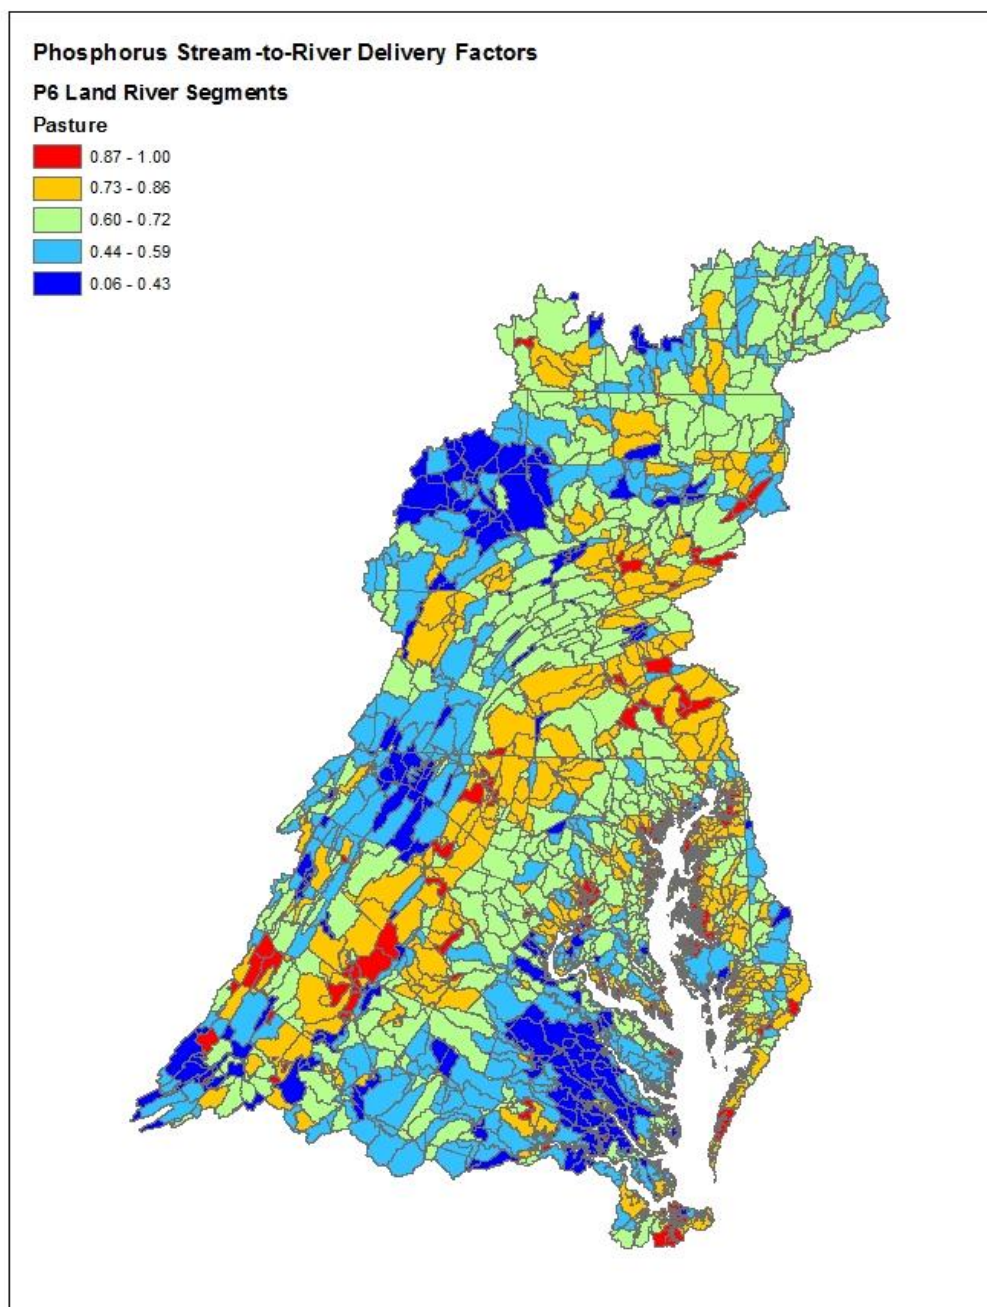 Phosphorus Stream-to-River Delivery Factors
P6 Land River Segments
Pasture
0.87 - 1.00
0.73 - 0.86
0.60 - 0.72
0.44 - 0.59
0.06 - 0.43